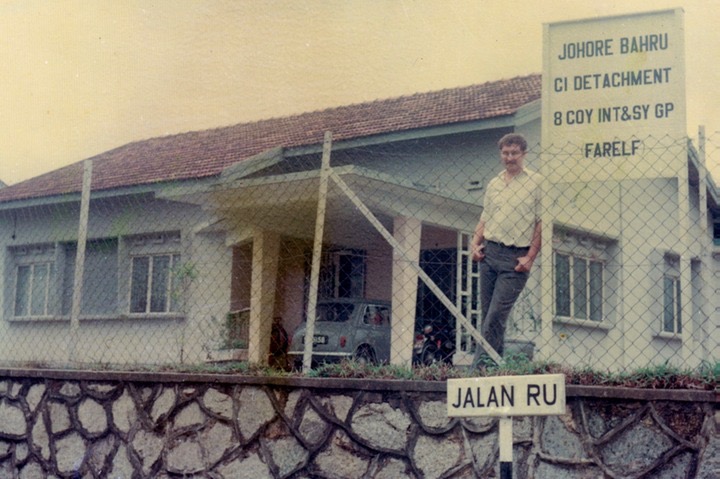 JOHORE BAHRU
CI DETACHMENT
8 COY INT&SY GP
FARELF
JALAN RU